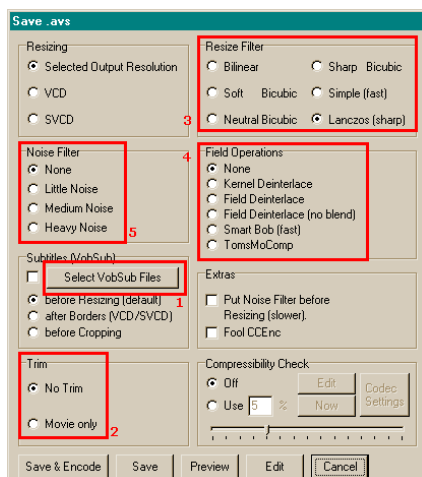 Save .avs
Resizing
Selected Output Resolution
VCD
SVCD
Resize Filter
Bilinear
Sharp Bicubic
Soft Bicubic
Simple (fast)
Neutral Bicubic
Lanczos (sharp)
3
Noise Filter
None
Little Noise
Medium Noise
Heavy Noise
5
4
Field Operations
None
Kernel Deinterlace
Field Deinterlace
Field Deinterlace (no blend)
Smart Bob (fast)
TomsMoComp
Subtitles (VobSub)
Select VobSub Files
1
before Resizing (default)
after Borders (VCD/SVCD)
before Cropping
Extras
Put Noise Filter before
Resizing (slower).
Fool CCEnc
Trim
No Trim
Movie only
2
Compressibility Check
Off
Edit
Codec
Settings
Use 5 %
Now
Save & Encode
Save
Preview
Edit
Cancel